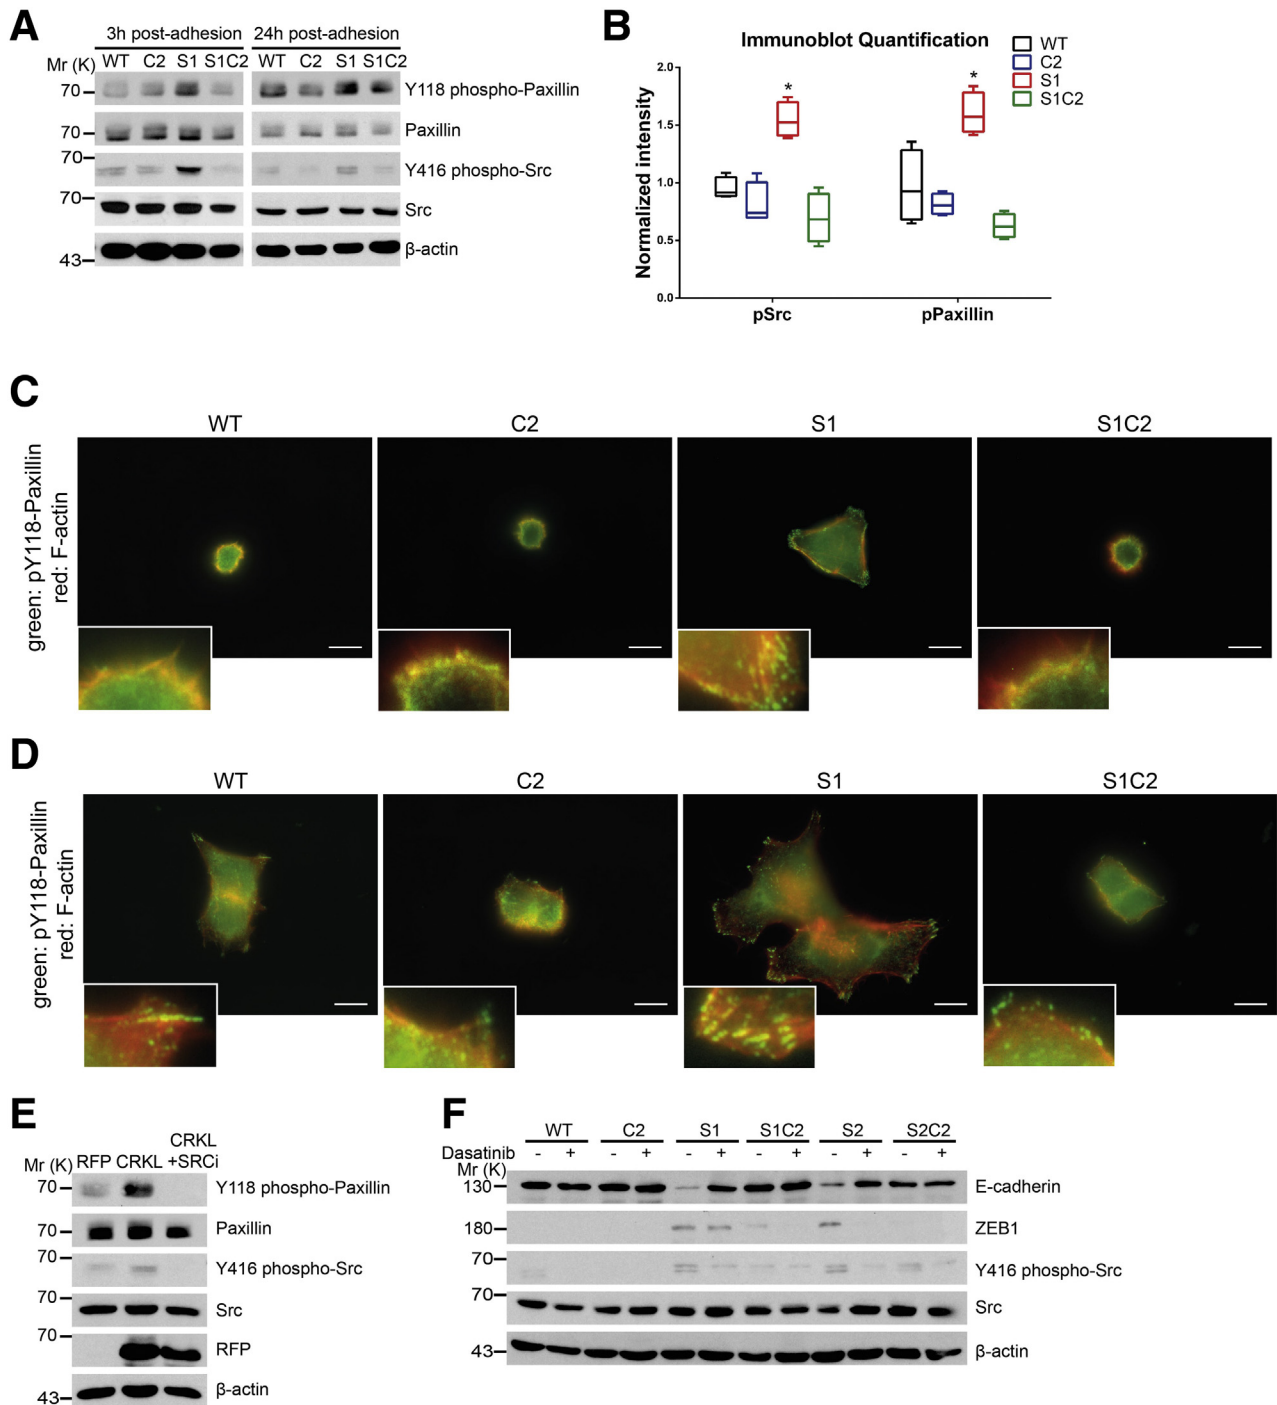 A
3h post-adhesion 24h post-adhesion
Mr (K) WT C2 S1 S1C2 WT C2 S1 S1C2
70 Y118 phospho-Paxillin
70 Paxillin
70 Y416 phospho-Src
70 Src
43 β-actin
B
Immunoblot Quantification
Normalized intensity
2.0
1.5
1.0
0.5
0.0
* *
pSrc pPaxillin
WT
C2
S1
S1C2
C
green: pY118-Paxillin
red: F-actin
WT C2 S1 S1C2
D
green: pY118-Paxillin
red: F-actin
WT C2 S1 S1C2
E
CRKL
Mr (K) RFP CRKL +SRCi
70 Y118 phospho-Paxillin
70 Paxillin
70 Y416 phospho-Src
70 Src
70 RFP
43 β-actin
F
WT C2 S1 S1C2 S2 S2C2
Dasatinib - + - + - + - + - + - +
Mr (K)
130 E-cadherin
180 ZEB1
70 Y416 phospho-Src
70 Src
43 β-actin